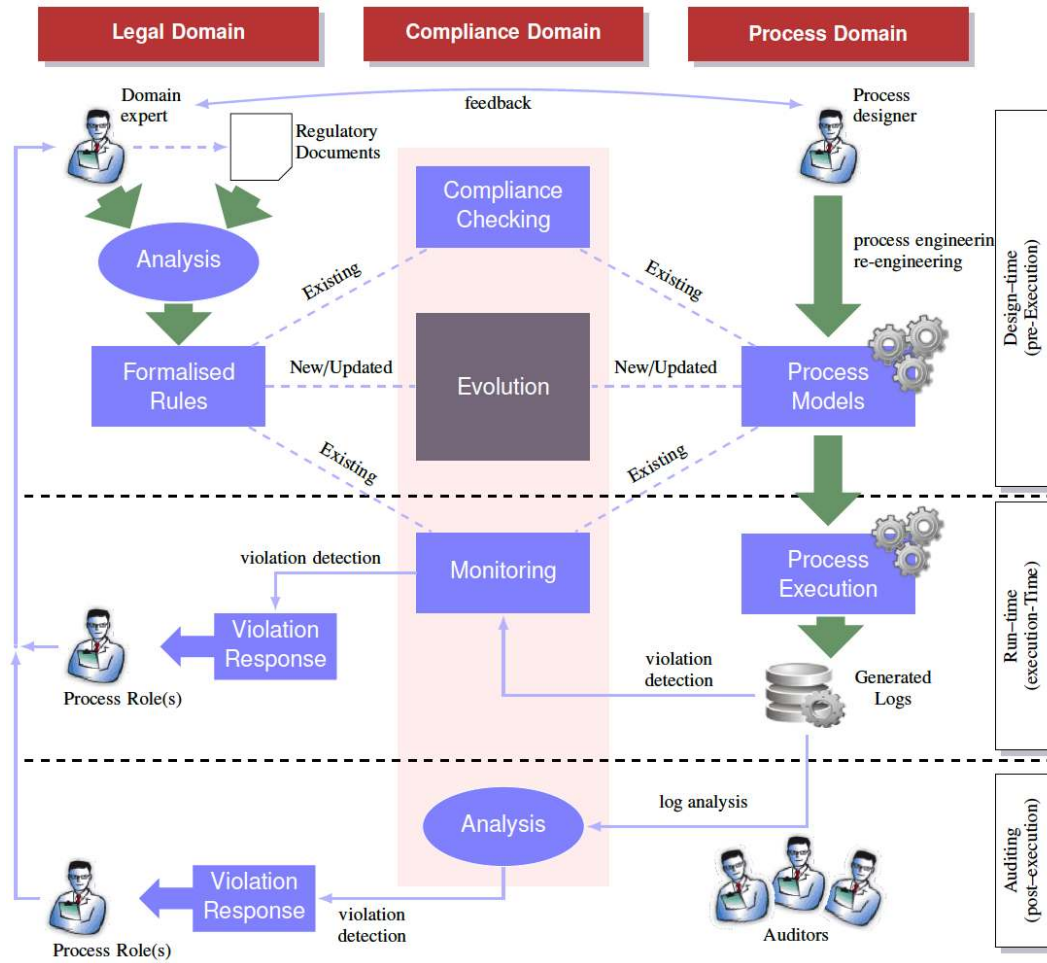 Legal Domain
Compliance Domain
Process Domain
Domain
expert
feedback
Process
designer
Regulatory
Documents
Compliance
Checking
Analysis
process engineerin
re-engineering
Design–time
(pre-Execution)
Existing
Existing
Formalised
Rules
New/Updated
Evolution
New/Updated
Process
Models
Existing
Existing
violation detection
Monitoring
Process
Execution
Run–time
(execution-Time)
Violation
Response
Process Role(s)
violation
detection
Generated
Logs
log analysis
Analysis
Auditing
(post–execution)
Violation
Response
violation
detection
Process Role(s)
Auditors